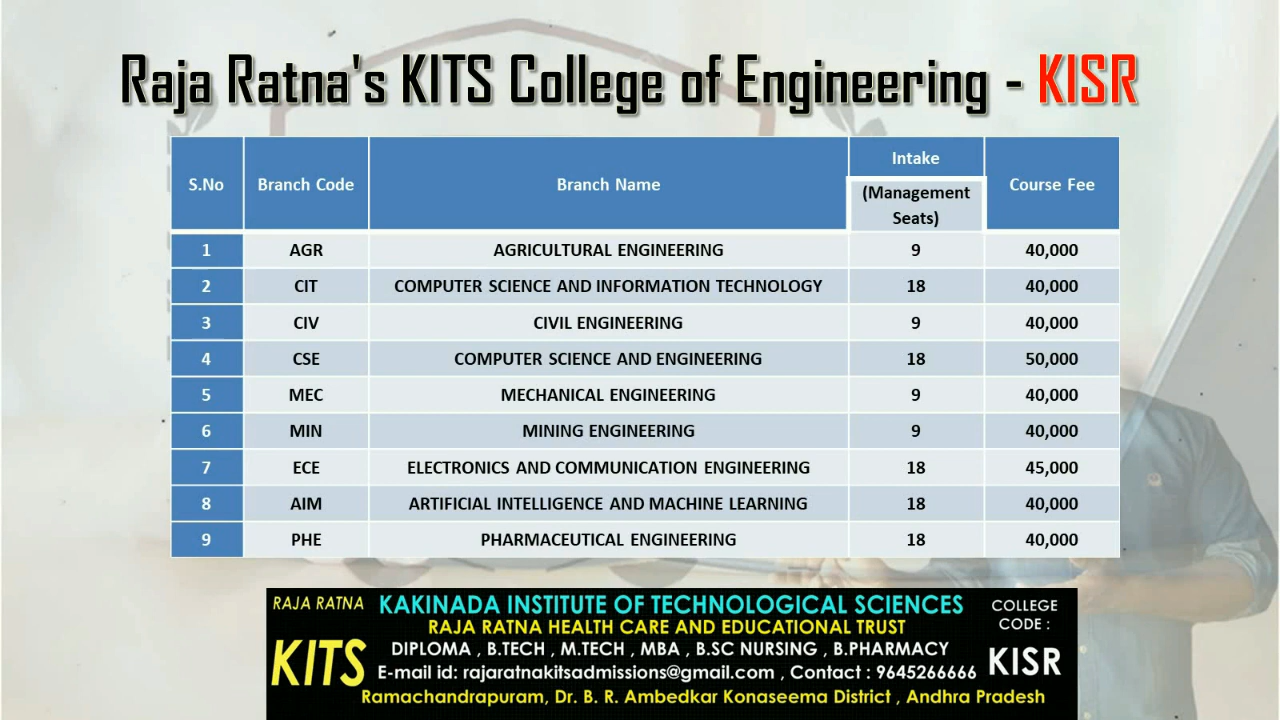 Raja Ratna's KITS College of Engineering - KISR
S.No Branch Code Branch Name Intake (Management Seats) Course Fee
1 AGR AGRICULTURAL ENGINEERING 9 40,000
2 CIT COMPUTER SCIENCE AND INFORMATION TECHNOLOGY 18 40,000
3 CIV CIVIL ENGINEERING 9 40,000
4 CSE COMPUTER SCIENCE AND ENGINEERING 18 50,000
5 MEC MECHANICAL ENGINEERING 9 40,000
6 MIN MINING ENGINEERING 9 40,000
7 ECE ELECTRONICS AND COMMUNICATION ENGINEERING 18 45,000
8 AIM ARTIFICIAL INTELLIGENCE AND MACHINE LEARNING 18 40,000
9 PHE PHARMACEUTICAL ENGINEERING 18 40,000
RAJA RATNA
KITS
KAKINADA INSTITUTE OF TECHNOLOGICAL SCIENCES
RAJA RATNA HEALTH CARE AND EDUCATIONAL TRUST
DIPLOMA , B.TECH , M.TECH , MBA , B.SC NURSING , B.PHARMACY
E-mail id: rajaratnakitsadmissions@gmail.com , Contact : 9645266666
Ramachandrapuram, Dr. B. R. Ambedkar Konaseema District , Andhra Pradesh
COLLEGE
CODE :
KISR